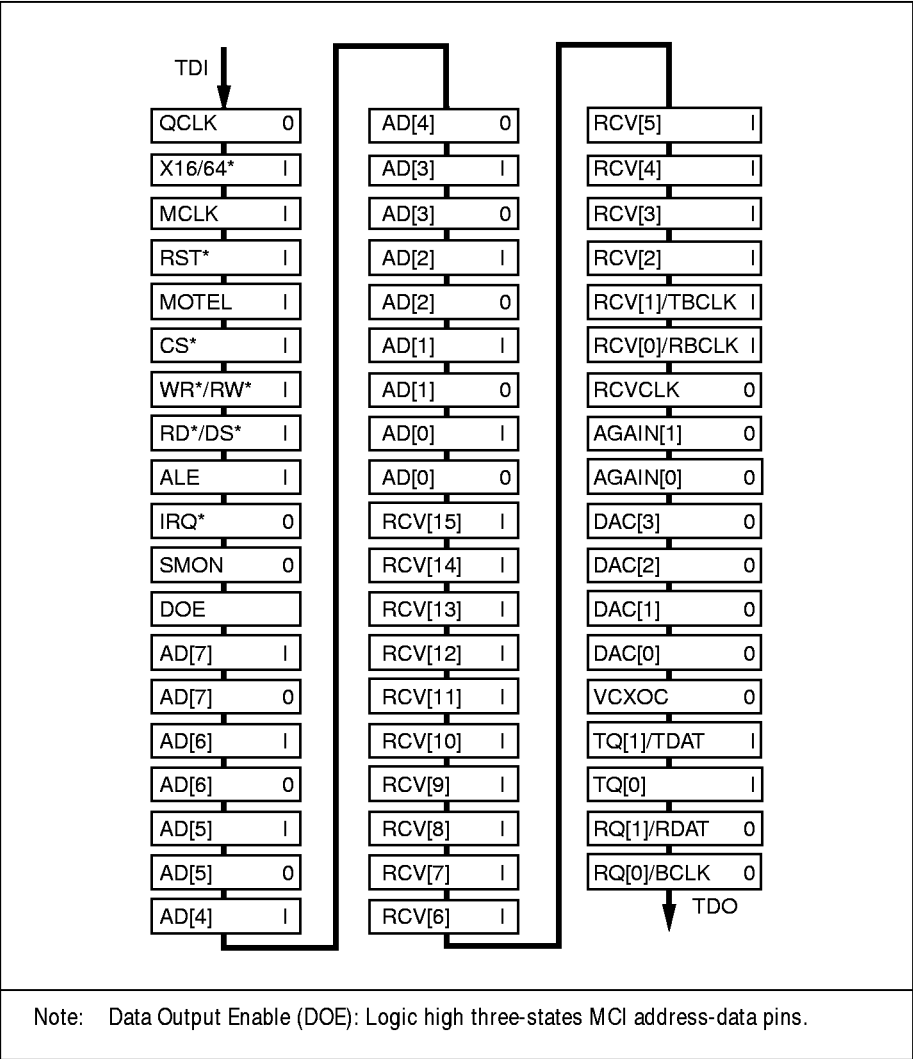 TDI
QCLK 0
X16/64* I
MCLK I
RST* I
MOTEL I
CS* I
WR*/RW* I
RD*/DS* I
ALE I
IRQ* 0
SMON 0
DOE
AD[7] I
AD[7] 0
AD[6] I
AD[6] 0
AD[5] I
AD[5] 0
AD[4] I
AD[4] 0
AD[3] I
AD[3] 0
AD[2] I
AD[2] 0
AD[1] I
AD[1] 0
AD[0] I
AD[0] 0
RCV[15] I
RCV[14] I
RCV[13] I
RCV[12] I
RCV[11] I
RCV[10] I
RCV[9] I
RCV[8] I
RCV[7] I
RCV[6] I
RCV[5] I
RCV[4] I
RCV[3] I
RCV[2] I
RCV[1]/TBCLK I
RCV[0]/RBCLK I
RCVCLK 0
AGAIN[1] 0
AGAIN[0] 0
DAC[3] 0
DAC[2] 0
DAC[1] 0
DAC[0] 0
VCXOC 0
TQ[1]/TDAT I
TQ[0] I
RQ[1]/RDAT 0
RQ[0]/BCLK 0
TDO
Note: Data Output Enable (DOE): Logic high three-states MCI address-data pins.